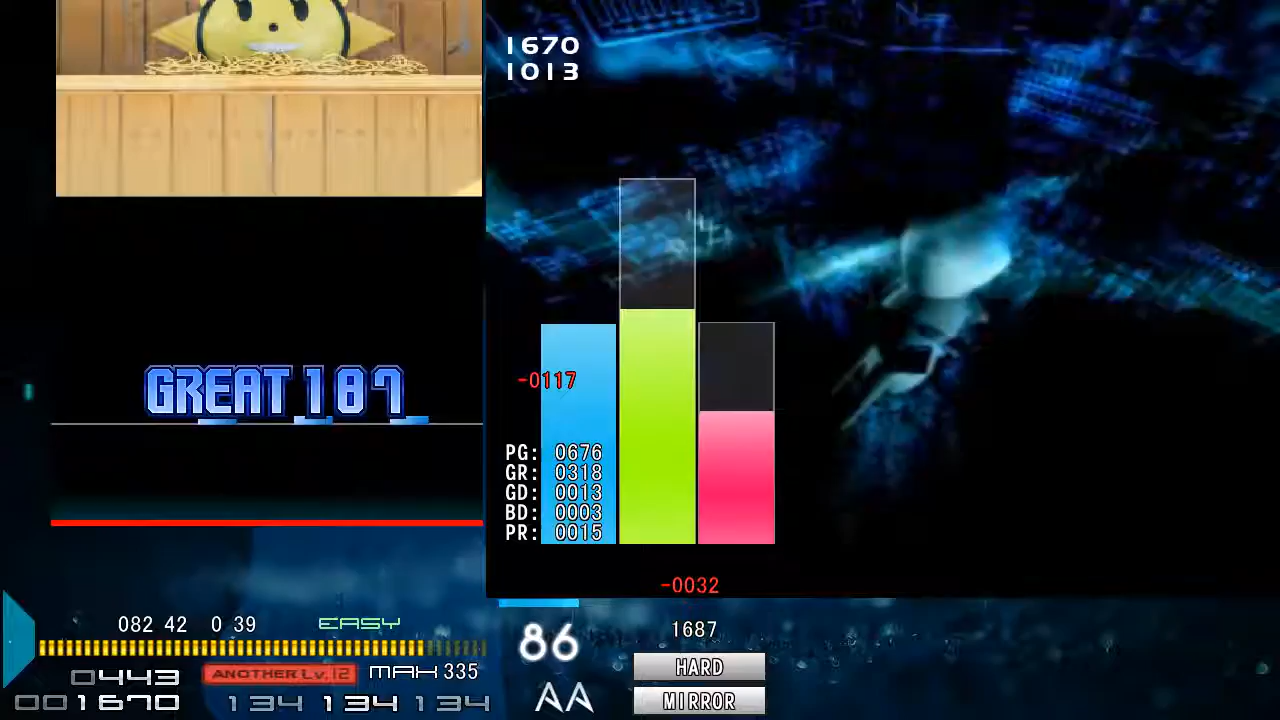 1670
1013
GREAT 187
-0117
PG: 0676
GR: 0318
GD: 0013
BD: 0003
PR: 0015
-0032
082 42 0 39 EASY
86
1687
0443 ANOTHER Lv.12 MAX 335
HARD
001670 134 134 134
AA
MIRROR